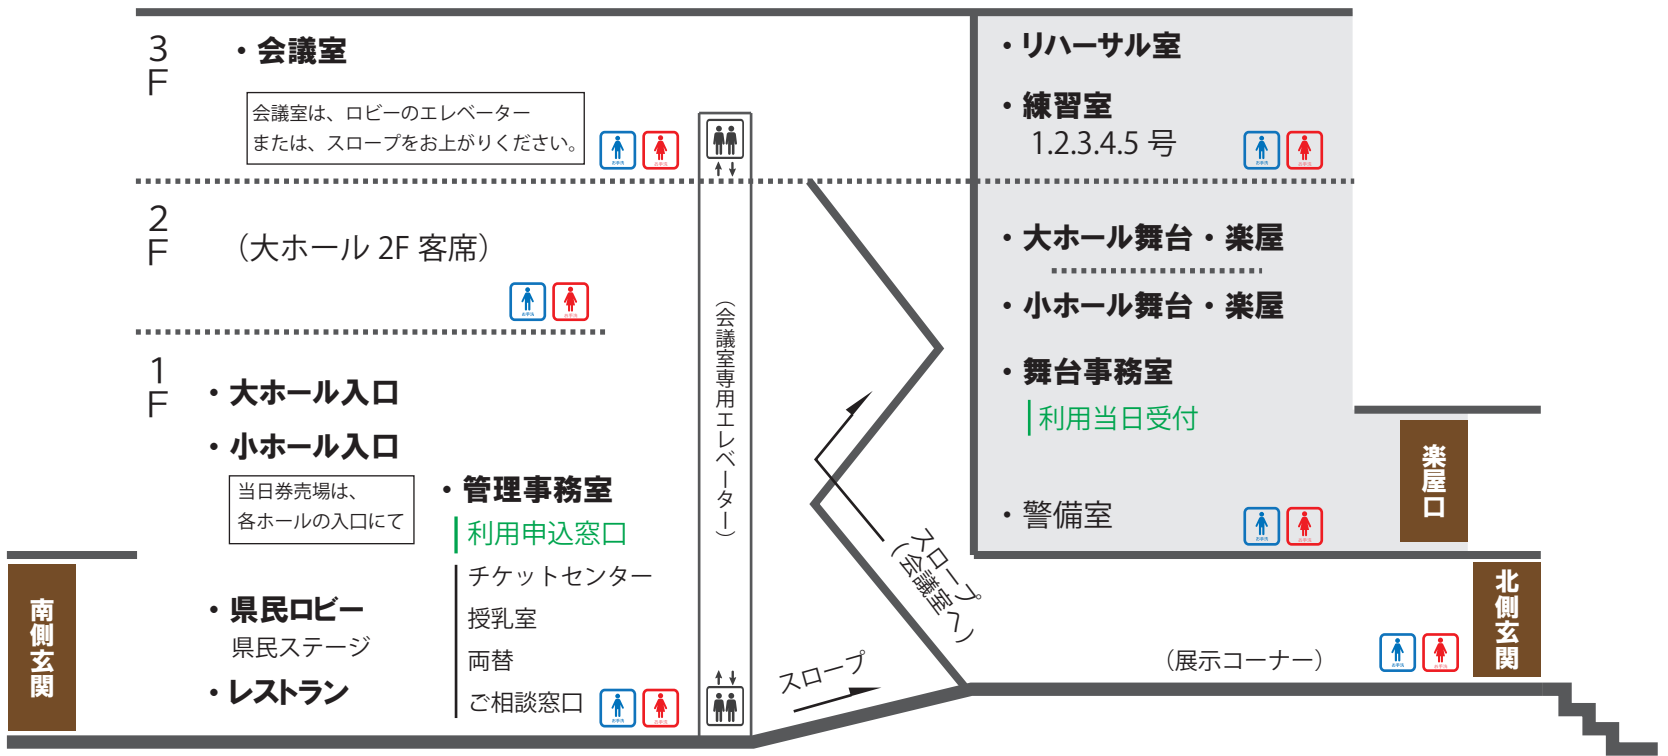 3F
・会議室
会議室は、ロビーのエレベーター
または、スロープをお上がりください。
・リハーサル室
・練習室
1.2.3.4.5 号
2F
（大ホール 2F 客席）
・大ホール舞台・楽屋
・小ホール舞台・楽屋
・舞台事務室
利用当日受付
・警備室
楽屋口
（会議室専用エレベーター）
1F
・大ホール入口
・小ホール入口
当日券売場は、
各ホールの入口にて
・管理事務室
利用申込窓口
チケットセンター
授乳室
両替
ご相談窓口
・県民ロビー
県民ステージ
・レストラン
南側玄関
スロープ
スロープ
（会議室へ）
（展示コーナー）
北側玄関